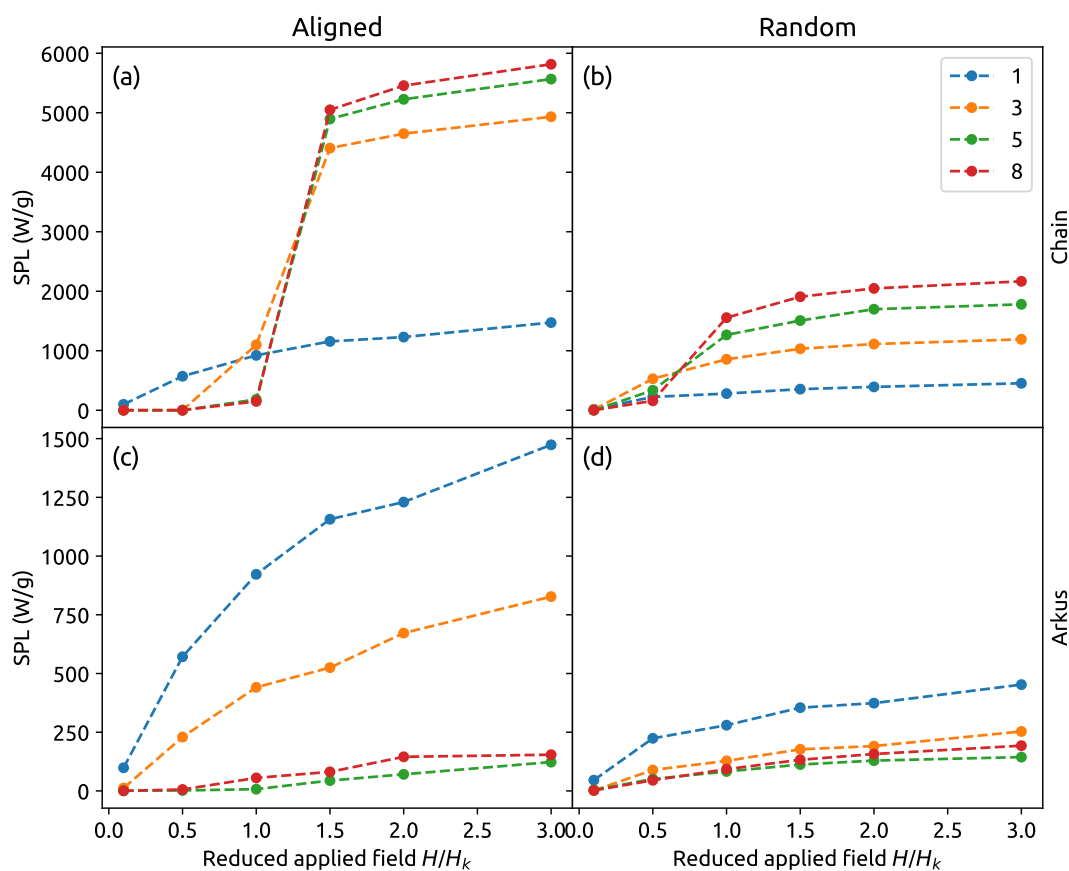 Aligned Random
(a) (b)
6000
5000
4000
3000
2000
1000
0
SPL (W/g)
1
3
5
8
Chain
(c) (d)
1500
1250
1000
750
500
250
0
SPL (W/g)
Arkus
0.0 0.5 1.0 1.5 2.0 2.5 3.0 0.0 0.5 1.0 1.5 2.0 2.5 3.0
Reduced applied field H/Hk Reduced applied field H/Hk